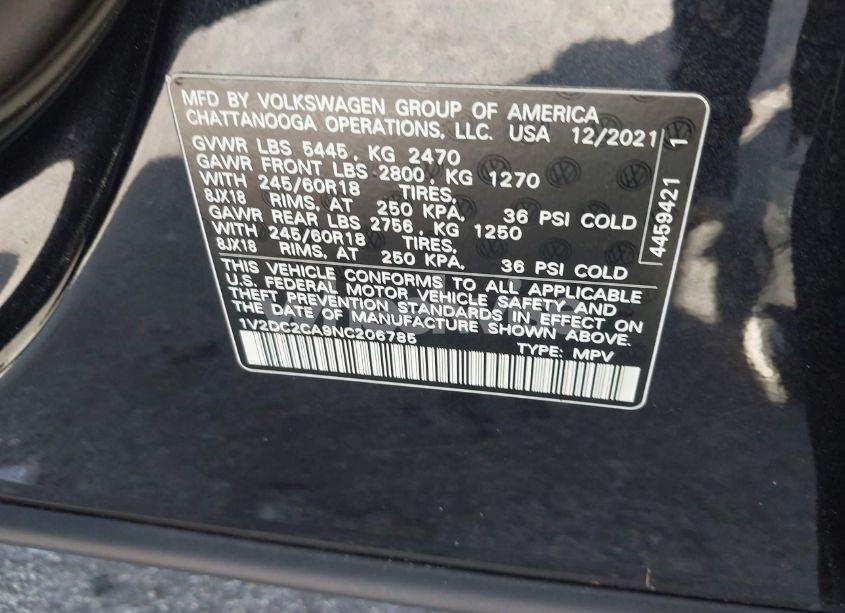 MFD BY VOLKSWAGEN GROUP OF AMERICA
CHATTANOOGA OPERATIONS, LLC. USA 12/2021
GVWR LBS 5445, KG 2470
GAWR FRONT LBS 2800, KG 1270
WITH 245/60R18 TIRES,
8JX18 RIMS, AT 250 KPA, 36 PSI COLD
GAWR REAR LBS 2756, KG 1250
WITH 245/60R18 TIRES,
8JX18 RIMS, AT 250 KPA, 36 PSI COLD
THIS VEHICLE CONFORMS TO ALL APPLICABLE
U.S. FEDERAL MOTOR VEHICLE SAFETY AND
THEFT PREVENTION STANDARDS IN EFFECT ON
THE DATE OF MANUFACTURE SHOWN ABOVE.
1V2DC2CA9NC206785 TYPE: MPV
4459421 1